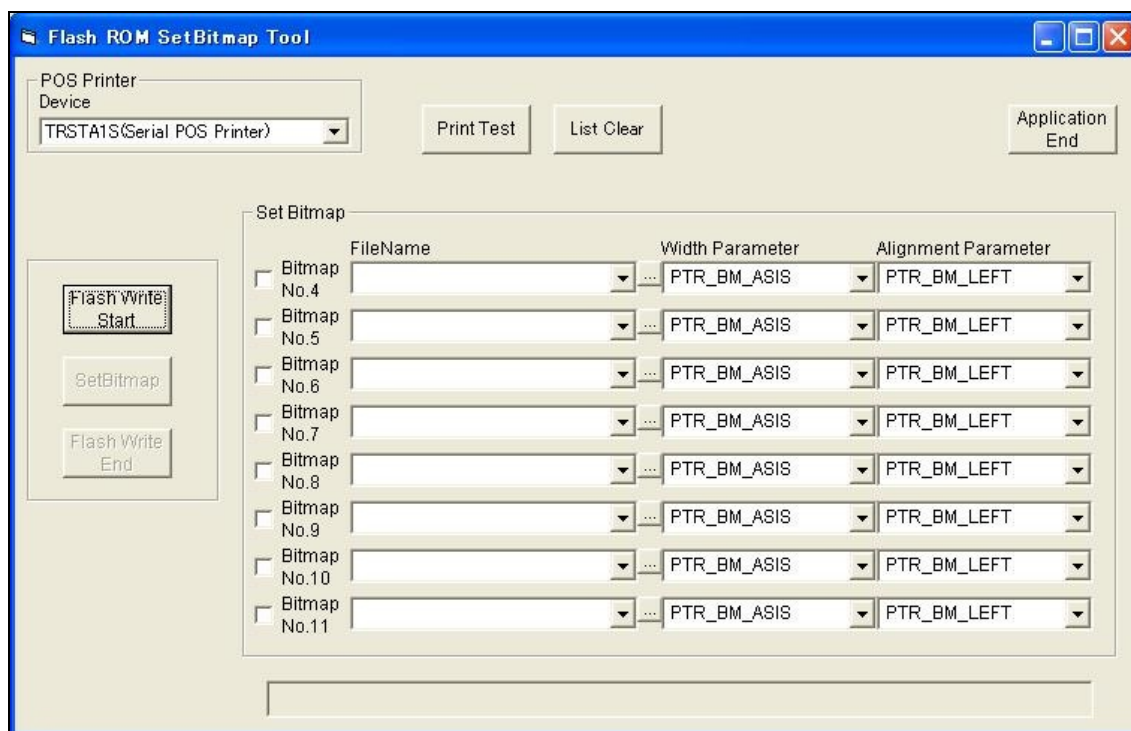 Flash ROM SetBitmap Tool
POS Printer
Device
TRSTA1S(Serial POS Printer)
Print Test
List Clear
Application
End
Set Bitmap
FileName
Width Parameter
Alignment Parameter
Flash Write
Start
SetBitmap
Flash Write
End
Bitmap
No.4
... PTR_BM_ASIS PTR_BM_LEFT
Bitmap
No.5
... PTR_BM_ASIS PTR_BM_LEFT
Bitmap
No.6
... PTR_BM_ASIS PTR_BM_LEFT
Bitmap
No.7
... PTR_BM_ASIS PTR_BM_LEFT
Bitmap
No.8
... PTR_BM_ASIS PTR_BM_LEFT
Bitmap
No.9
... PTR_BM_ASIS PTR_BM_LEFT
Bitmap
No.10
... PTR_BM_ASIS PTR_BM_LEFT
Bitmap
No.11
... PTR_BM_ASIS PTR_BM_LEFT